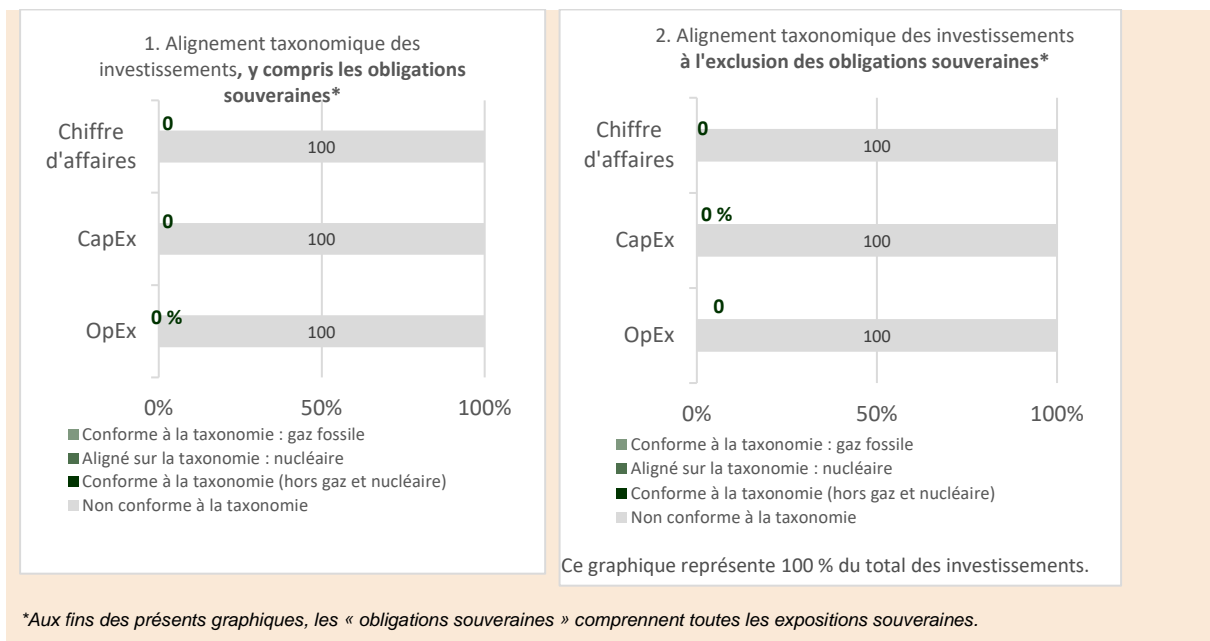 1. Alignement taxonomique des
investissements, y compris les obligations
souveraines*
Chiffre
d'affaires
0
100
CapEx
0
100
OpEx
0 %
100
0%
50%
100%
Conforme à la taxonomie : gaz fossile
Aligné sur la taxonomie : nucléaire
Conforme à la taxonomie (hors gaz et nucléaire)
Non conforme à la taxonomie
2. Alignement taxonomique des investissements
à l'exclusion des obligations souveraines*
Chiffre
d'affaires
0
100
CapEx
0 %
100
OpEx
0
100
0%
50%
100%
Conforme à la taxonomie : gaz fossile
Aligné sur la taxonomie : nucléaire
Conforme à la taxonomie (hors gaz et nucléaire)
Non conforme à la taxonomie
Ce graphique représente 100 % du total des investissements.
*Aux fins des présents graphiques, les « obligations souveraines » comprennent toutes les expositions souveraines.